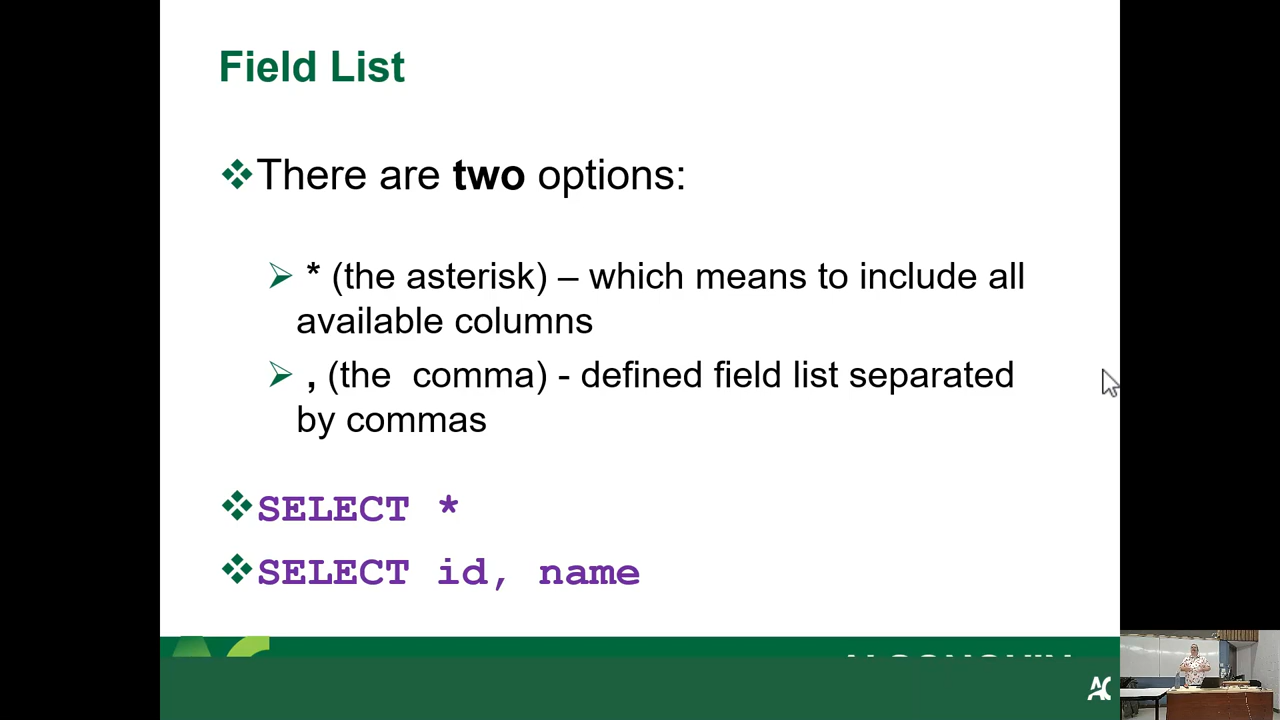 Field List
There are two options:
* (the asterisk) – which means to include all
available columns
, (the comma) - defined field list separated
by commas
SELECT *
SELECT id, name
AC